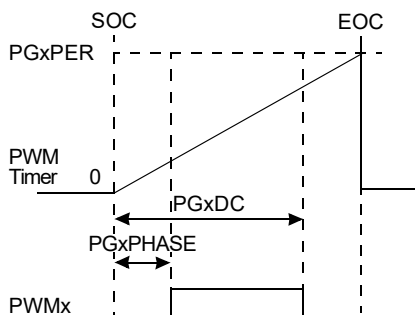 SOC EOC
PGxPER
PWM
Timer 0
PGxDC
PGxPHASE
PWMx